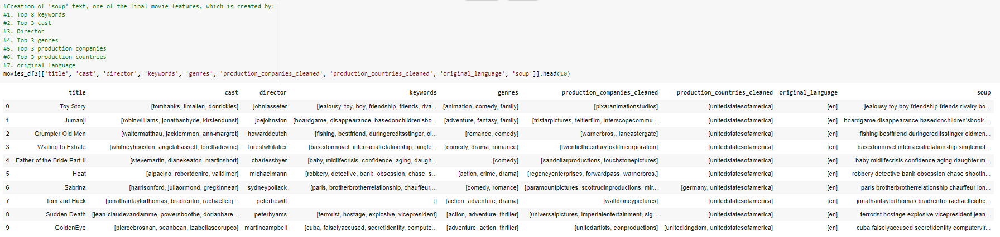 #Creation of 'soup' text, one of the final movie features, which is created by:
#1. Top 8 keywords
#2. Top 3 cast
#3. Director
#4. Top 3 genres
#5. Top 3 production companies
#6. Top 3 production countries
#7. original language
movies_df2[['title', 'cast', 'director', 'keywords', 'genres', 'production_companies_cleaned', 'production_countries_cleaned', 'original_language', 'soup']].head(10)
title cast director keywords genres production_companies_cleaned production_countries_cleaned original_language soup
0 Toy Story [tomhanks, timallen, donrickles] johnlasseter [jealousy, toy, boy, friendship, friends, riva... [animation, comedy, family] [pixaranimationstudios] [unitedstatesofamerica] [en] jealousy toy boy friendship friends rivalry bo...
1 Jumanji [robinwilliams, jonathanhyde, kirstendunst] joejohnston [boardgame, disappearance, basedonchildren'sbo... [adventure, fantasy, family] [tristarpictures, teitlerfilm, interscopecommu... [unitedstatesofamerica] [en] boardgame disappearance basedonchildren'sbook ...
2 Grumpier Old Men [waltermatthau, jacklemmon, ann-margret] howarddeutch [fishing, bestfriend, duringcreditsstinger, ol... [romance, comedy] [warnerbros., lancastergate] [unitedstatesofamerica] [en] fishing bestfriend duringcreditsstinger oldmen...
3 Waiting to Exhale [whitneyhouston, angelabassett, lorettadevine] forestwhitaker [basedonnovel, interracialrelationship, single... [comedy, drama, romance] [twentiethcenturyfoxfilmcorporation] [unitedstatesofamerica] [en] basedonnovel interracialrelationship singlemot...
4 Father of the Bride Part II [stevemartin, dianekeaton, martinshort] charlesshyer [baby, midlifecrisis, confidence, aging, daugh... [comedy] [sandollarproductions, touchstonepictures] [unitedstatesofamerica] [en] baby midlifecrisis confidence aging daughter m...
5 Heat [alpacino, robertdeniro, valkilmer] michaelmann [robbery, detective, bank, obsession, chase, s... [action, crime, drama] [regencyenterprises, forwardpass, warnerbros.] [unitedstatesofamerica] [en] robbery detective bank obsession chase shootin...
6 Sabrina [harrisonford, juliaormond, gregkinnear] sydneypollack [paris, brotherbrotherrelationship, chauffeur,... [comedy, romance] [paramountpictures, scottrudinproductions, mir... [germany, unitedstatesofamerica] [en] paris brotherbrotherrelationship chauffeur lon...
7 Tom and Huck [jonathantaylorthomas, bradrenfro, rachaelleig... peterhewitt [] [action, adventure, drama] [waltdisneypictures] [unitedstatesofamerica] [en] jonathantaylorthomas bradrenfro rachaelleighc...
8 Sudden Death [jean-claudevandamme, powersboothe, dorianhare... peterhyams [terrorist, hostage, explosive, vicepresident] [action, adventure, thriller] [universalpictures, imperialentertainment, sig... [unitedstatesofamerica] [en] terrorist hostage explosive vicepresident jean...
9 GoldenEye [piercebrosnan, seanbean, izabellascorupco] martincampbell [cuba, falselyaccused, secretidentity, compute... [adventure, action, thriller] [unitedartists, eonproductions] [unitedkingdom, unitedstatesofamerica] [en] cuba falselyaccused secretidentity computervir...